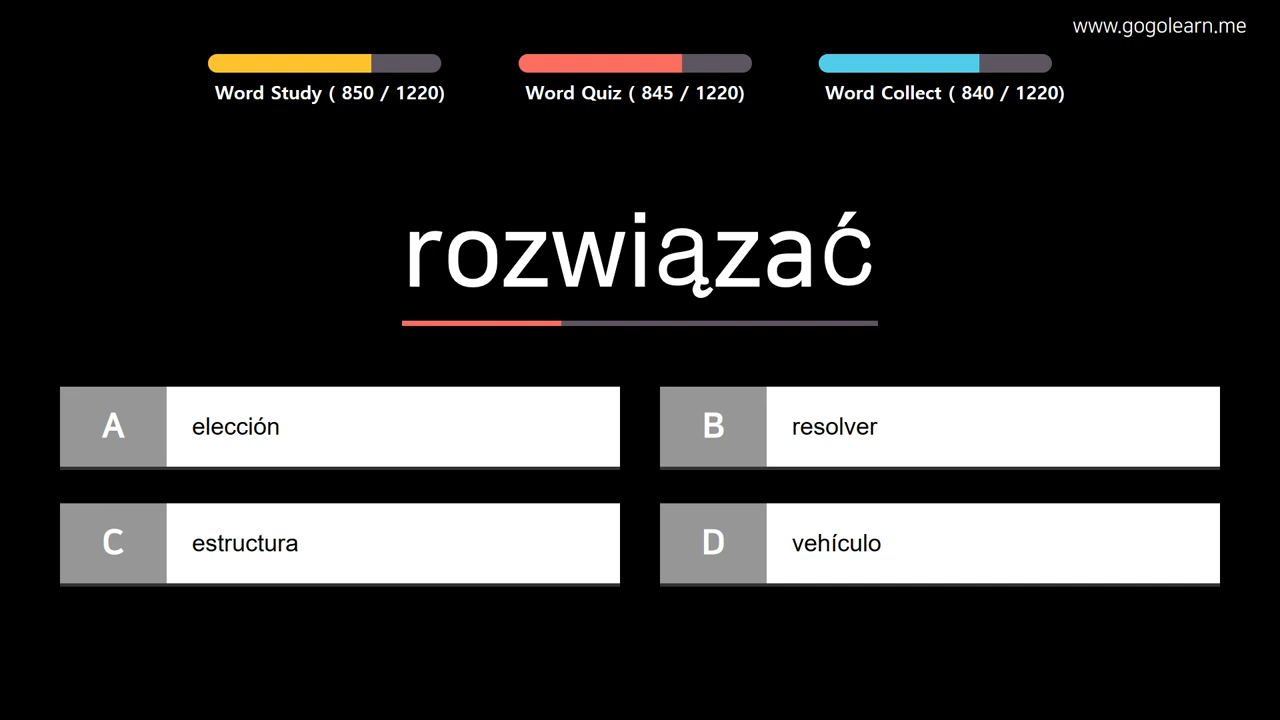 www.gogolearn.me
Word Study ( 850 / 1220)
Word Quiz ( 845 / 1220)
Word Collect ( 840 / 1220)
rozwiązać
A elección
B resolver
C estructura
D vehículo